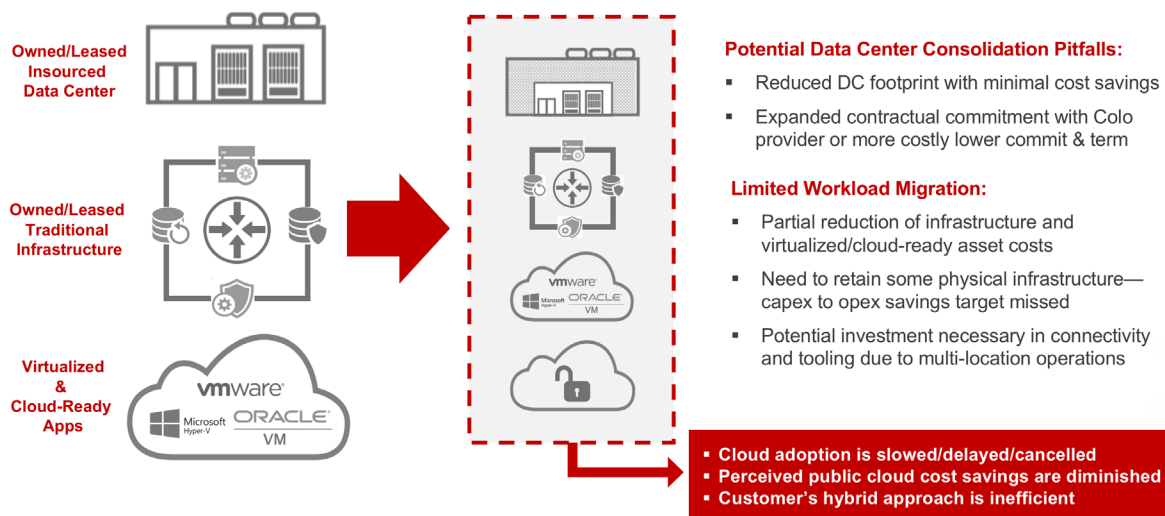 Owned/Leased
Insourced
Data Center
Owned/Leased
Traditional
Infrastructure
Virtualized
&
Cloud-Ready
Apps
vmware®
Microsoft
Hyper-V
ORACLE®
VM
vmware®
Microsoft
Hyper-V
ORACLE®
VM
Potential Data Center Consolidation Pitfalls:
▪ Reduced DC footprint with minimal cost savings
▪ Expanded contractual commitment with Colo
provider or more costly lower commit & term
Limited Workload Migration:
▪ Partial reduction of infrastructure and
virtualized/cloud-ready asset costs
▪ Need to retain some physical infrastructure—
capex to opex savings target missed
▪ Potential investment necessary in connectivity
and tooling due to multi-location operations
▪ Cloud adoption is slowed/delayed/cancelled
▪ Perceived public cloud cost savings are diminished
▪ Customer’s hybrid approach is inefficient